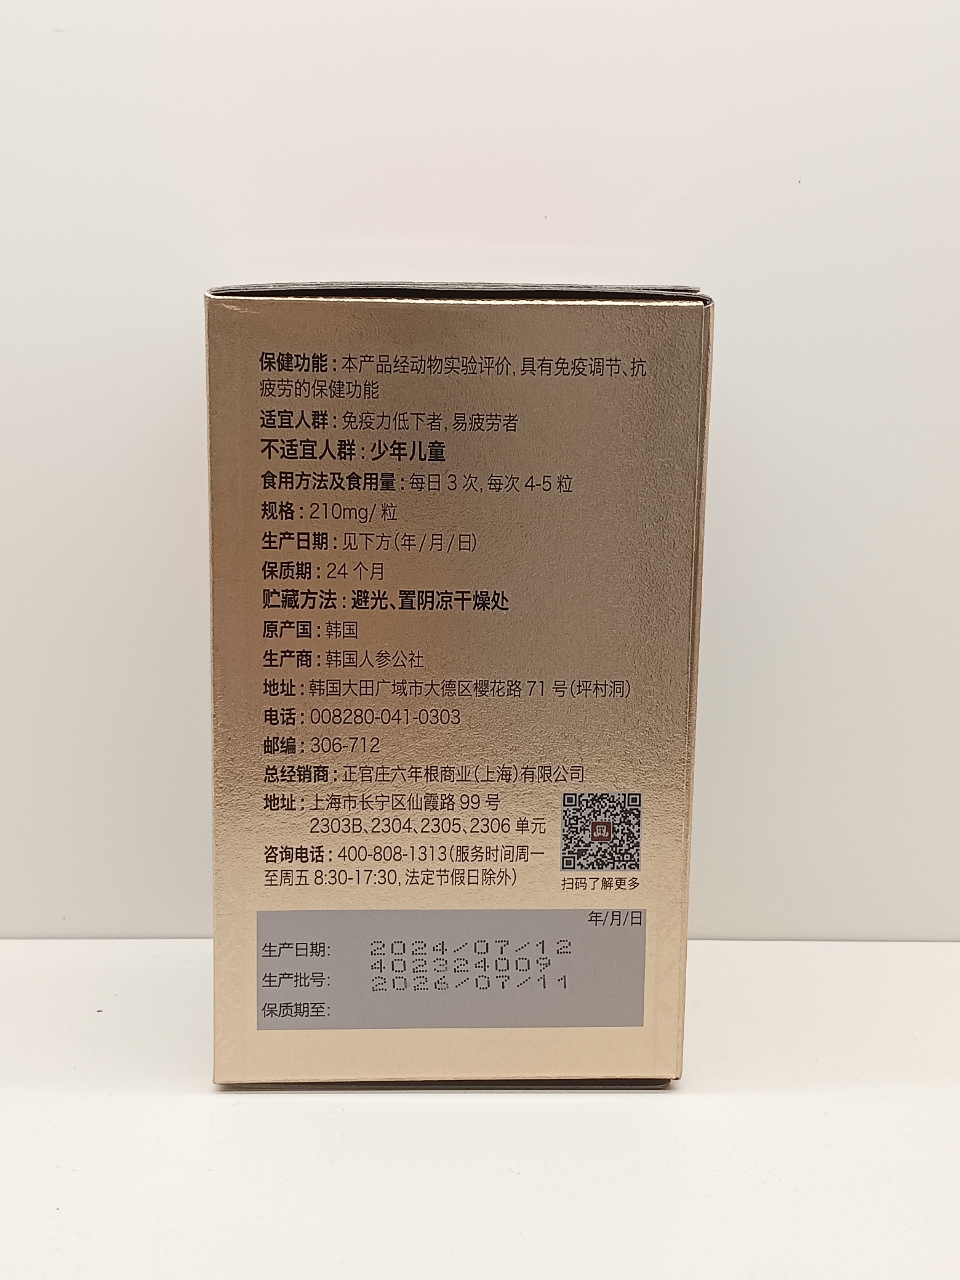 保健功能：本产品经动物实验评价，具有免疫调节、抗
疲劳的保健功能
适宜人群：免疫力低下者，易疲劳者
不适宜人群：少年儿童
食用方法及食用量：每日 3 次，每次 4-5 粒
规格：210mg/ 粒
生产日期：见下方（年/月/日）
保质期：24 个月
贮藏方法：避光、置阴凉干燥处
原产国：韩国
生产商：韩国人参公社
地址：韩国大田广域市大德区樱花路 71 号（坪村洞）
电话：008280-041-0303
邮编：306-712
总经销商：正官庄六年根商业（上海）有限公司
地址：上海市长宁区仙霞路 99 号
2303B、2304、2305、2306 单元
咨询电话：400-808-1313（服务时间周一
至周五 8:30-17:30，法定节假日除外）
扫码了解更多
年/月/日
生产日期： 2024/07/12
402324009
生产批号： 2026/07/11
保质期至：